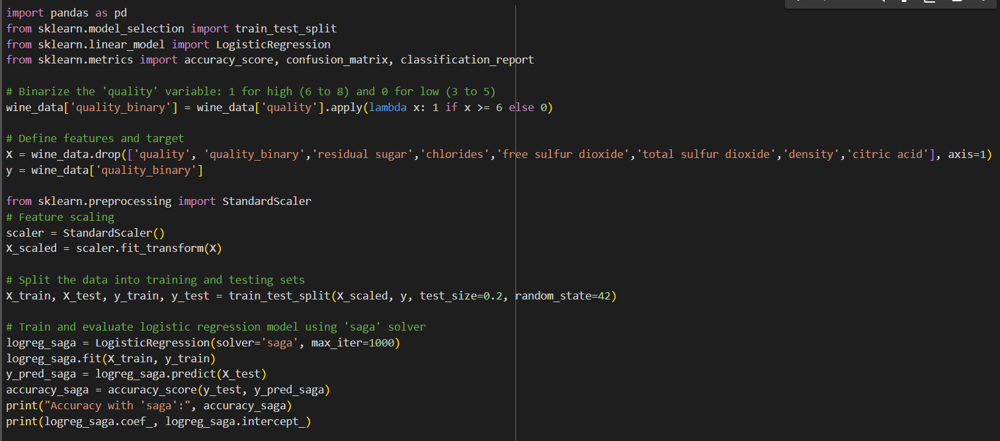 import pandas as pd
from sklearn.model_selection import train_test_split
from sklearn.linear_model import LogisticRegression
from sklearn.metrics import accuracy_score, confusion_matrix, classification_report
# Binarize the 'quality' variable: 1 for high (6 to 8) and 0 for low (3 to 5)
wine_data['quality_binary'] = wine_data['quality'].apply(lambda x: 1 if x >= 6 else 0)
# Define features and target
X = wine_data.drop(['quality', 'quality_binary','residual sugar','chlorides','free sulfur dioxide','total sulfur dioxide','density','citric acid'], axis=1)
y = wine_data['quality_binary']
from sklearn.preprocessing import StandardScaler
# Feature scaling
scaler = StandardScaler()
X_scaled = scaler.fit_transform(X)
# Split the data into training and testing sets
X_train, X_test, y_train, y_test = train_test_split(X_scaled, y, test_size=0.2, random_state=42)
# Train and evaluate logistic regression model using 'saga' solver
logreg_saga = LogisticRegression(solver='saga', max_iter=1000)
logreg_saga.fit(X_train, y_train)
y_pred_saga = logreg_saga.predict(X_test)
accuracy_saga = accuracy_score(y_test, y_pred_saga)
print("Accuracy with 'saga':", accuracy_saga)
print(logreg_saga.coef_, logreg_saga.intercept_)